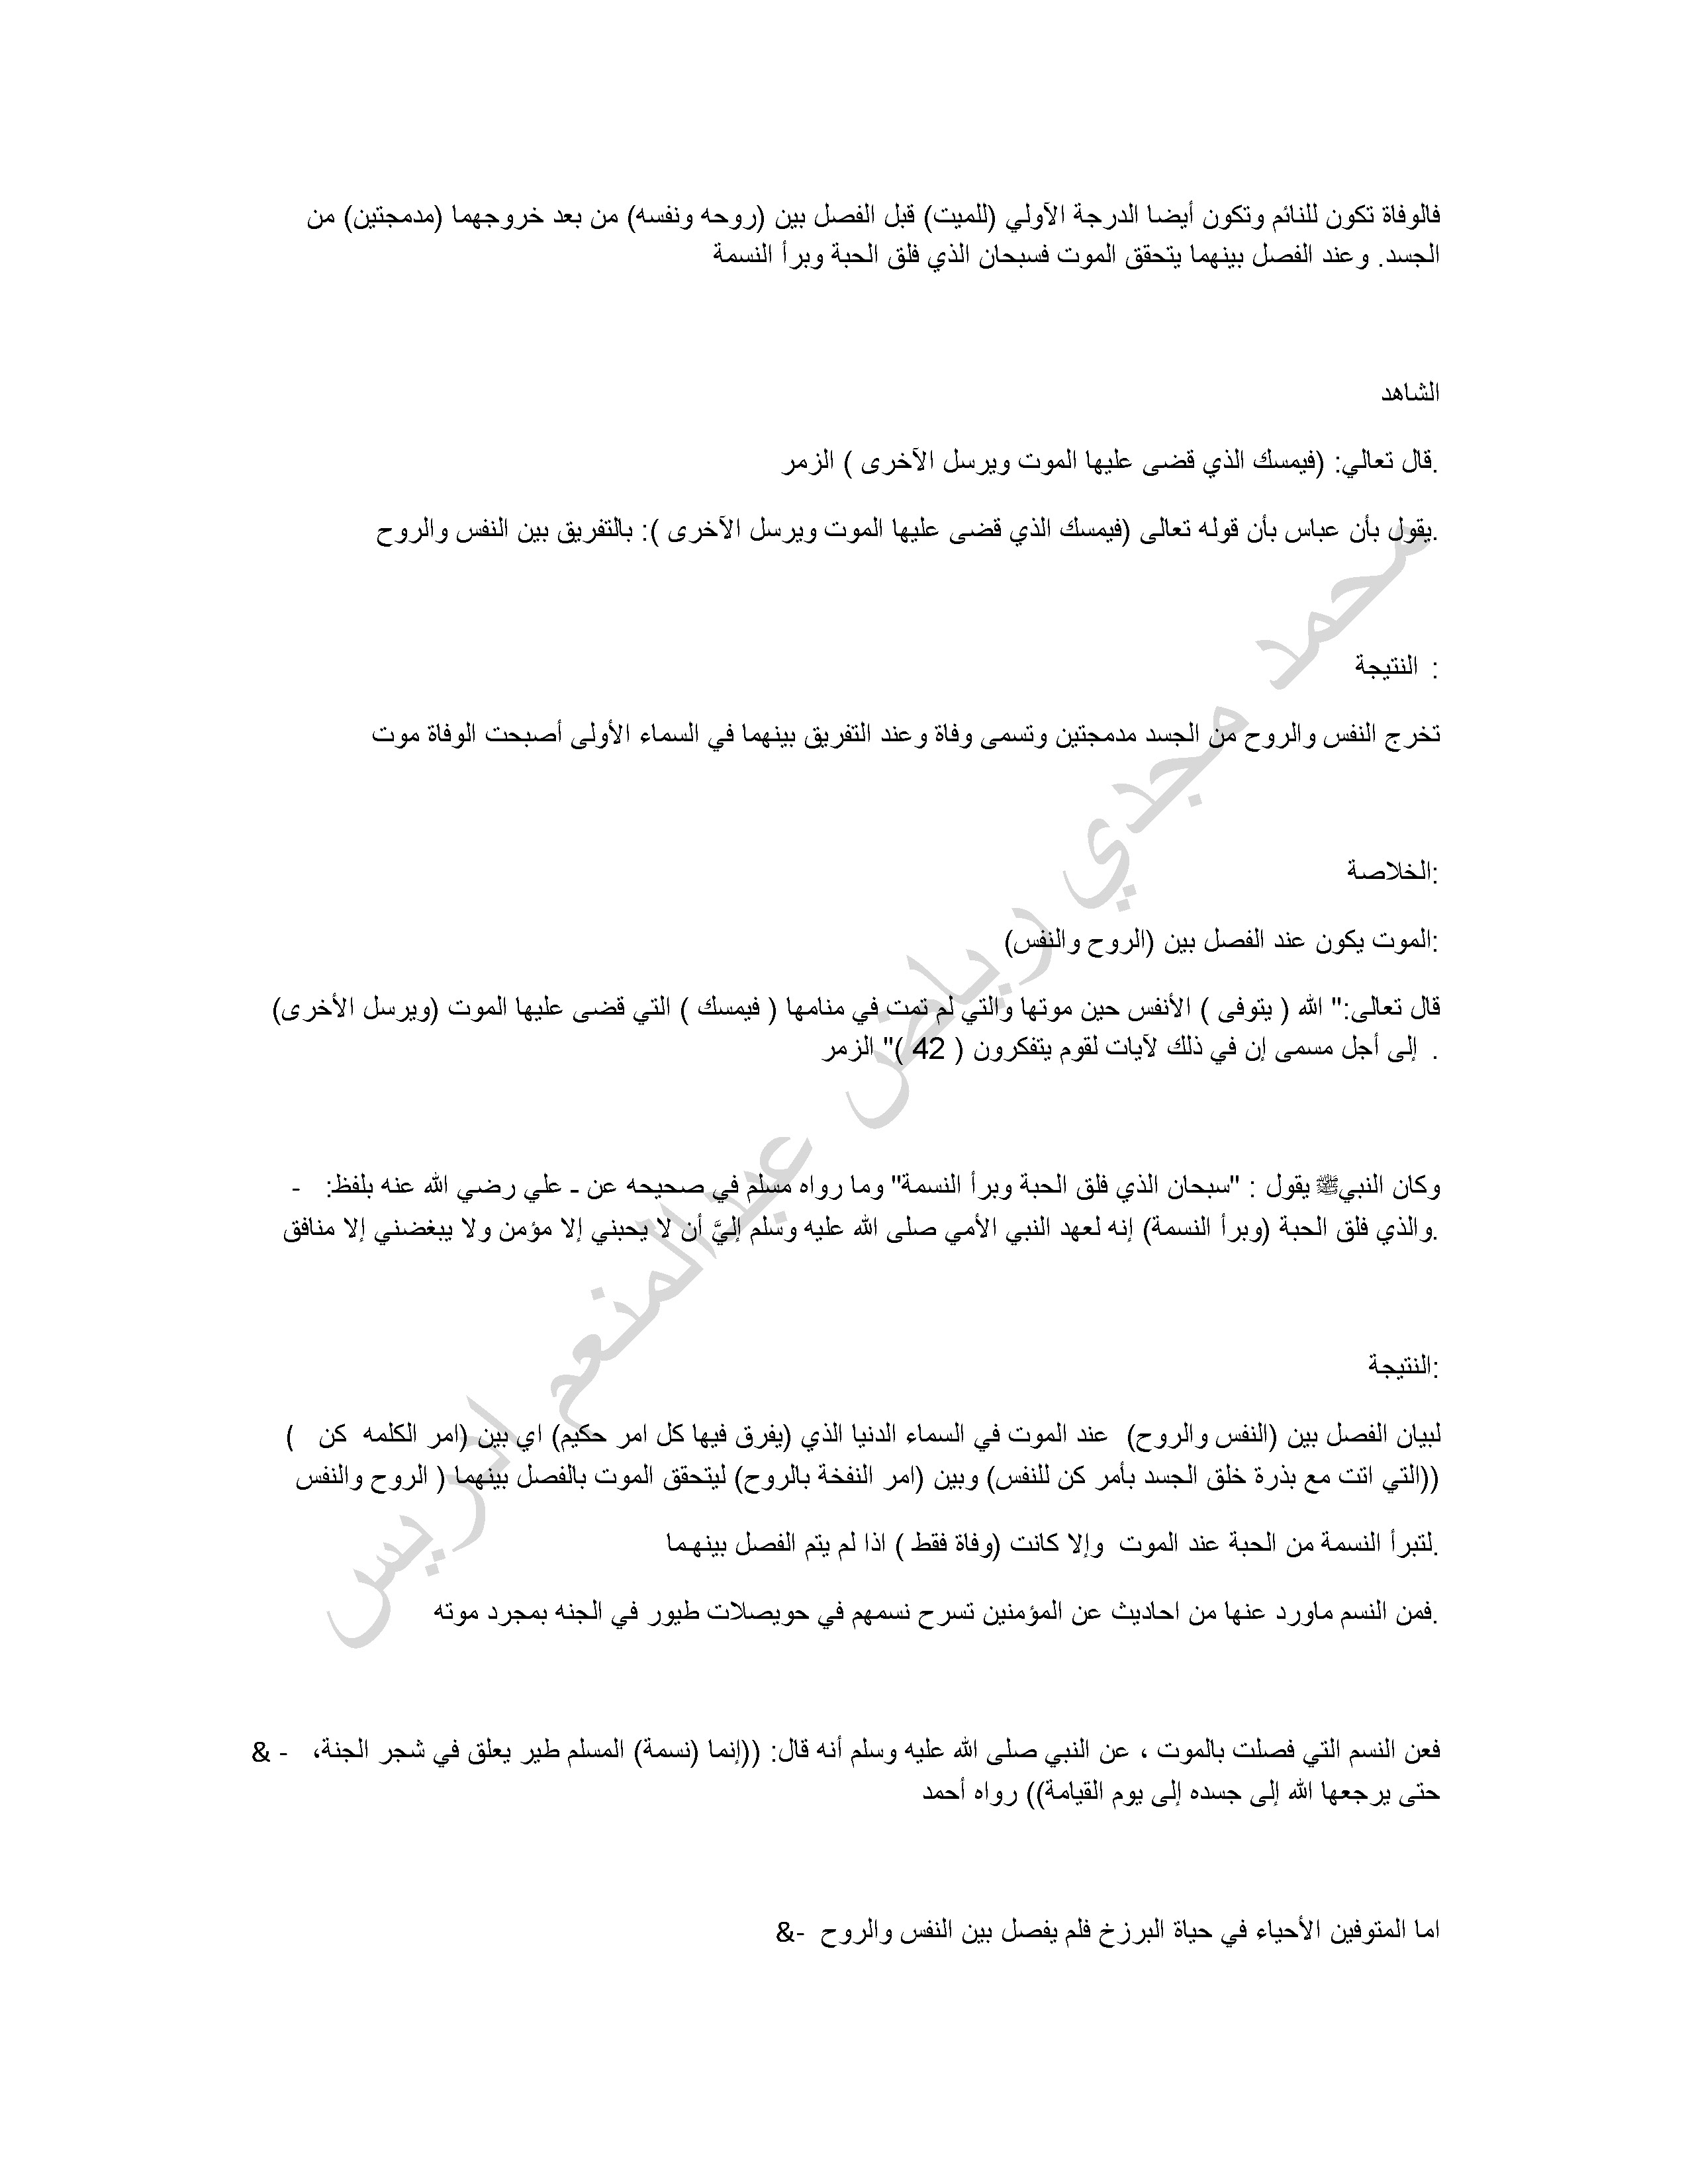 فالوفاة تكون للنائم وتكون أيضا الدرجة الآولي (للميت) قبل الفصل بين (روحه ونفسه) من بعد خروجهما (مدمجتين) من
الجسد. وعند الفصل بينهما يتحقق الموت فسبحان الذي فلق الحبة وبرأ النسمة
الشاهد
.قال تعالي: (فيمسك الذي قضى عليها الموت ويرسل الآخرى ) الزمر
.يقول بأن عباس بأن قوله تعالى (فيمسك الذي قضى عليها الموت ويرسل الآخرى ): بالتفريق بين النفس والروح
: النتيجة
تخرج النفس والروح من الجسد مدمجتين وتسمى وفاة وعند التفريق بينهما في السماء الأولى أصبحت الوفاة موت
:الخلاصة
:الموت يكون عند الفصل بين (الروح والنفس)
قال تعالى:" الله ( يتوفى ) الأنفس حين موتها والتي لم تمت في منامها ( فيمسك ) التي قضى عليها الموت (ويرسل الأخرى)
. إلى أجل مسمى إن في ذلك لآيات لقوم يتفكرون ( 42 )" الزمر
وكان النبيﷺ يقول : "سبحان الذي فلق الحبة وبرأ النسمة" وما رواه مسلم في صحيحه عن ـ علي رضي الله عنه بلفظ: -
.والذي فلق الحبة (وبرأ النسمة) إنه لعهد النبي الأمي صلى الله عليه وسلم إليَّ أن لا يحبني إلا مؤمن ولا يبغضني إلا منافق
:النتيجة
لبيان الفصل بين (النفس والروح) عند الموت في السماء الدنيا الذي (يفرق فيها كل امر حكيم) اي بين (امر الكلمه كن )
((التي اتت مع بذرة خلق الجسد بأمر كن للنفس) وبين (امر النفخة بالروح) ليتحقق الموت بالفصل بينهما ( الروح والنفس
.لتبرأ النسمة من الحبة عند الموت وإلا كانت (وفاة فقط ) اذا لم يتم الفصل بينهـما
.فمن النسم ماورد عنها من احاديث عن المؤمنين تسرح نسمهم في حويصلات طيور في الجنه بمجرد موته
فعن النسم التي فصلت بالموت ، عن النبي صلى الله عليه وسلم أنه قال: ((إنما (نسمة) المسلم طير يعلق في شجر الجنة، - &
حتى يرجعها الله إلى جسده إلى يوم القيامة)) رواه أحمد
اما المتوفين الأحياء في حياة البرزخ فلم يفصل بين النفس والروح -&
محمد مجدي رياض عبدالمنعم الريس